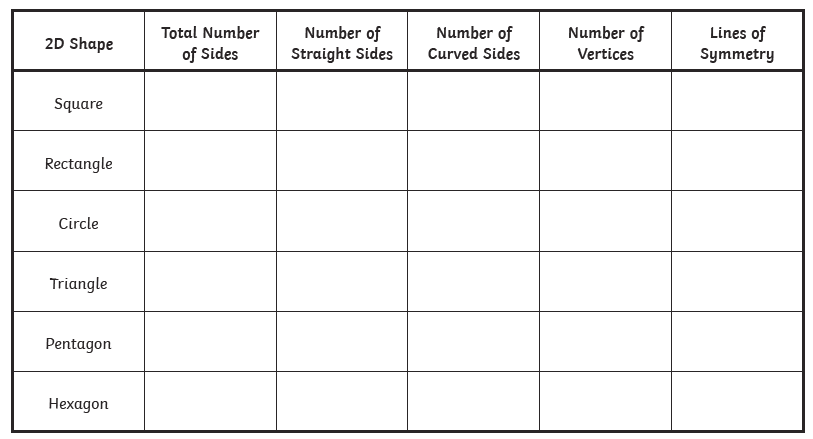 2D Shape
Total Number
of Sides
Number of
Straight Sides
Number of
Curved Sides
Number of
Vertices
Lines of
Symmetry
Square
Rectangle
Circle
Triangle
Pentagon
Hexagon